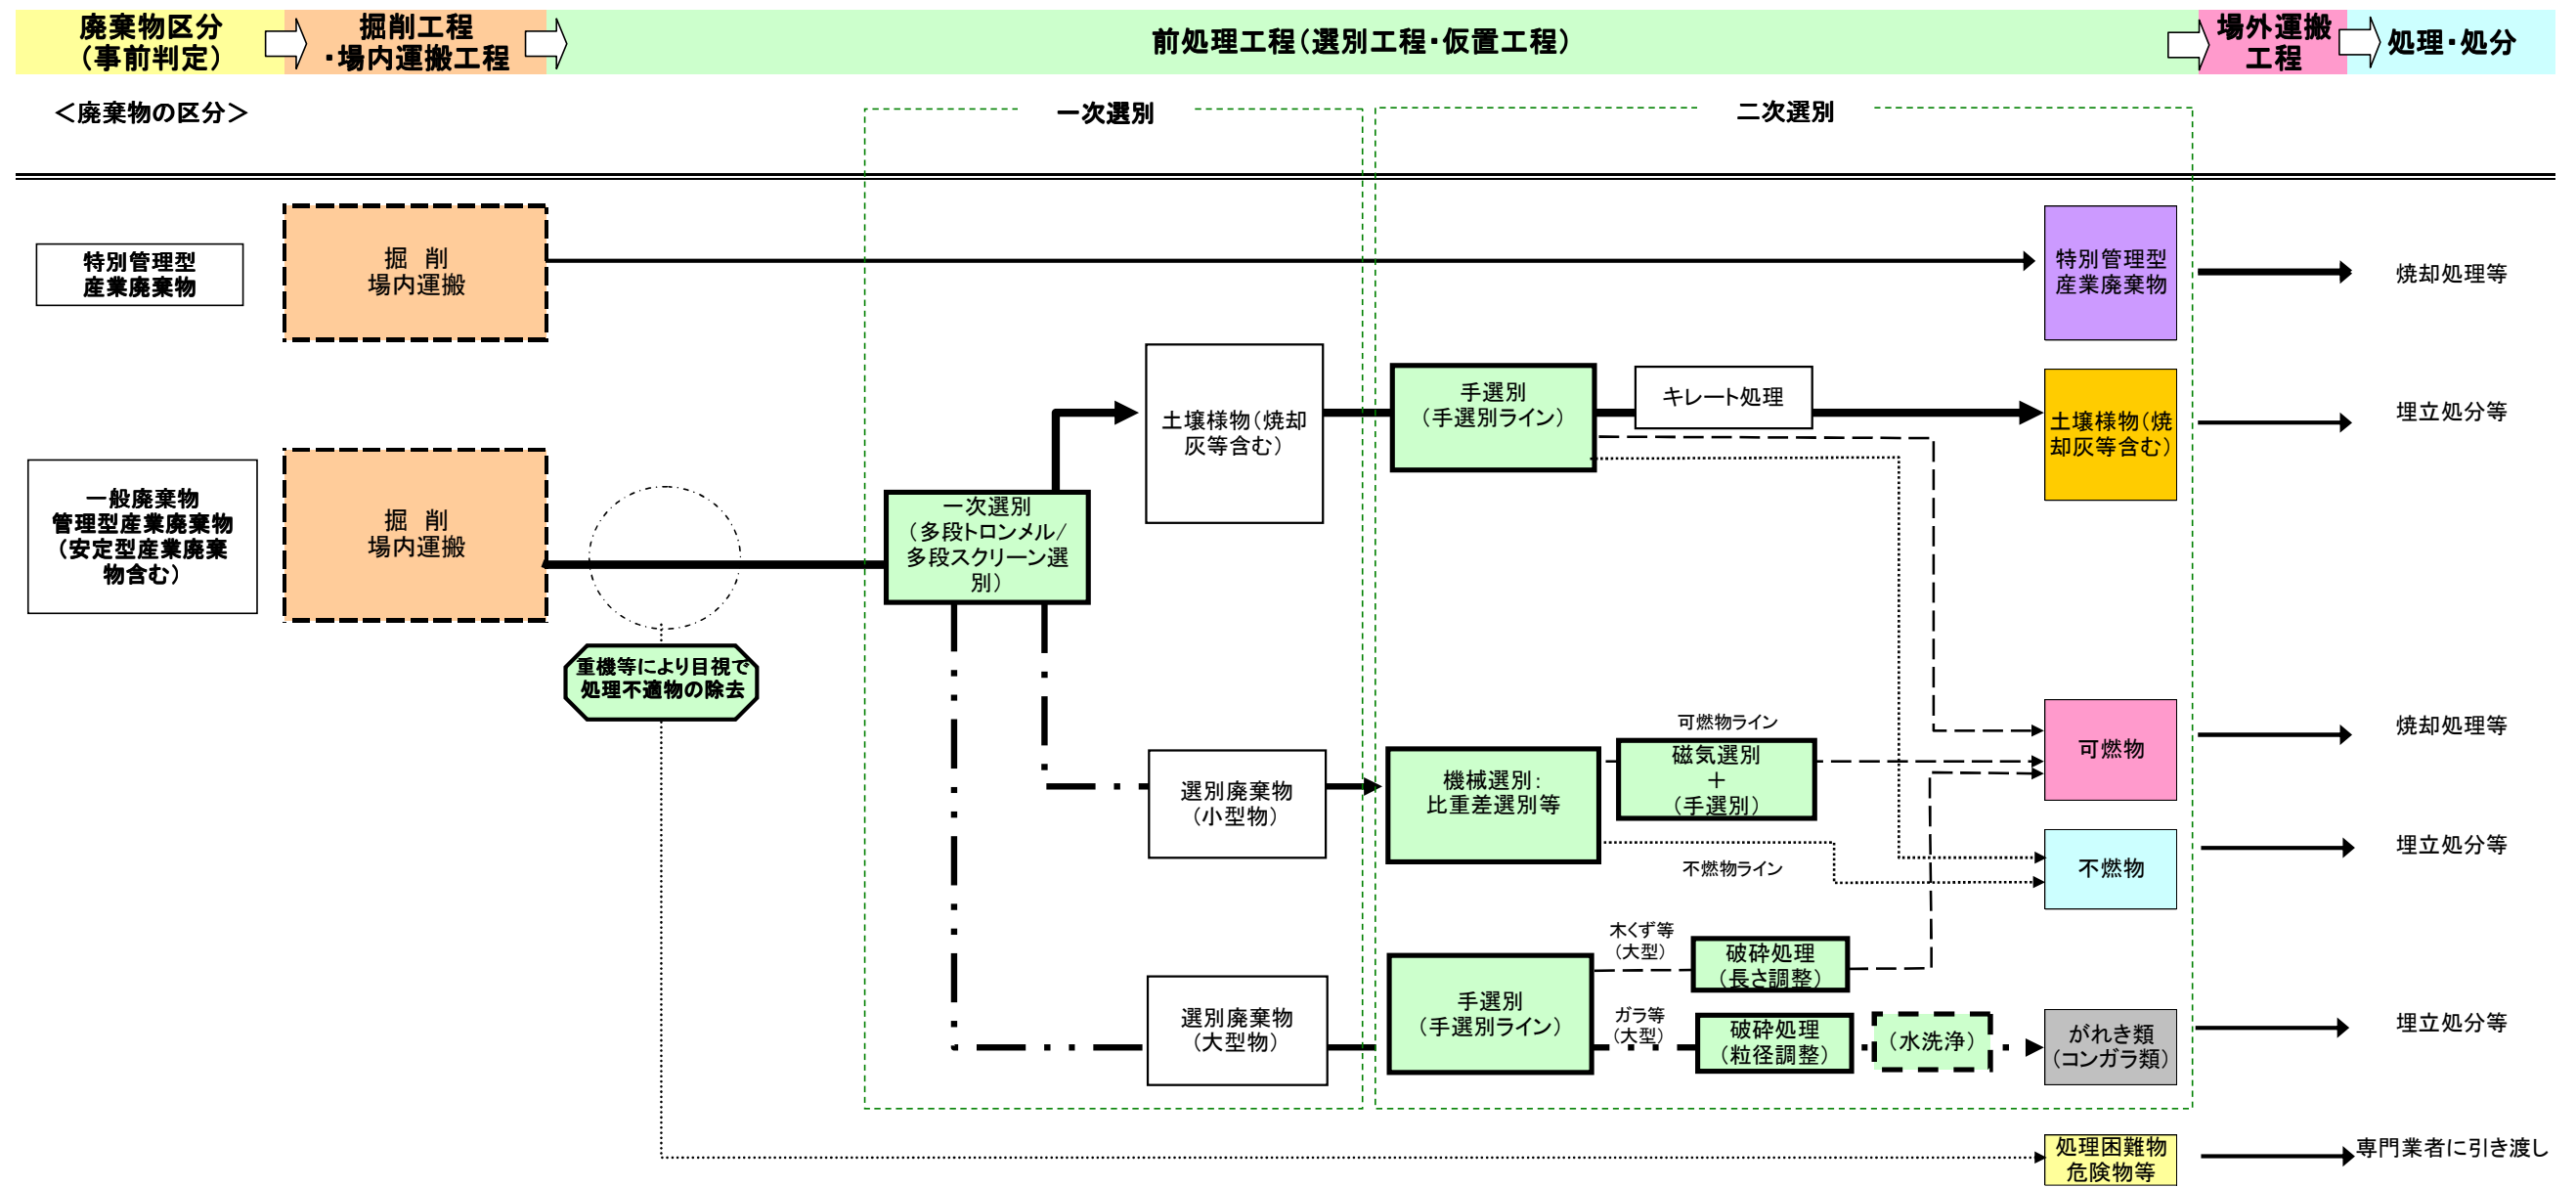 廃棄物区分
（事前判定）
掘削工程
・場内運搬工程
前処理工程（選別工程・仮置工程）
場外運搬
工程
処理・処分
＜廃棄物の区分＞
一次選別
二次選別
特別管理型
産業廃棄物
掘　削
場内運搬
特別管理型
産業廃棄物
焼却処理等
土壌様物（焼却
灰等含む）
手選別
（手選別ライン）
キレート処理
土壌様物（焼
却灰等含む）
埋立処分等
一般廃棄物
管理型産業廃棄物
（安定型産業廃棄
物含む）
掘　削
場内運搬
一次選別
（多段トロンメル/
多段スクリーン選
別）
重機等により目視で
処理不適物の除去
選別廃棄物
（小型物）
機械選別：
比重差選別等
可燃物ライン
磁気選別
＋
（手選別）
不燃物ライン
可燃物
焼却処理等
不燃物
埋立処分等
選別廃棄物
（大型物）
手選別
（手選別ライン）
木くず等
（大型）
破砕処理
（長さ調整）
ガラ等
（大型）
破砕処理
（粒径調整）
（水洗浄）
がれき類
（コンガラ類）
埋立処分等
処理困難物
危険物等
専門業者に引き渡し